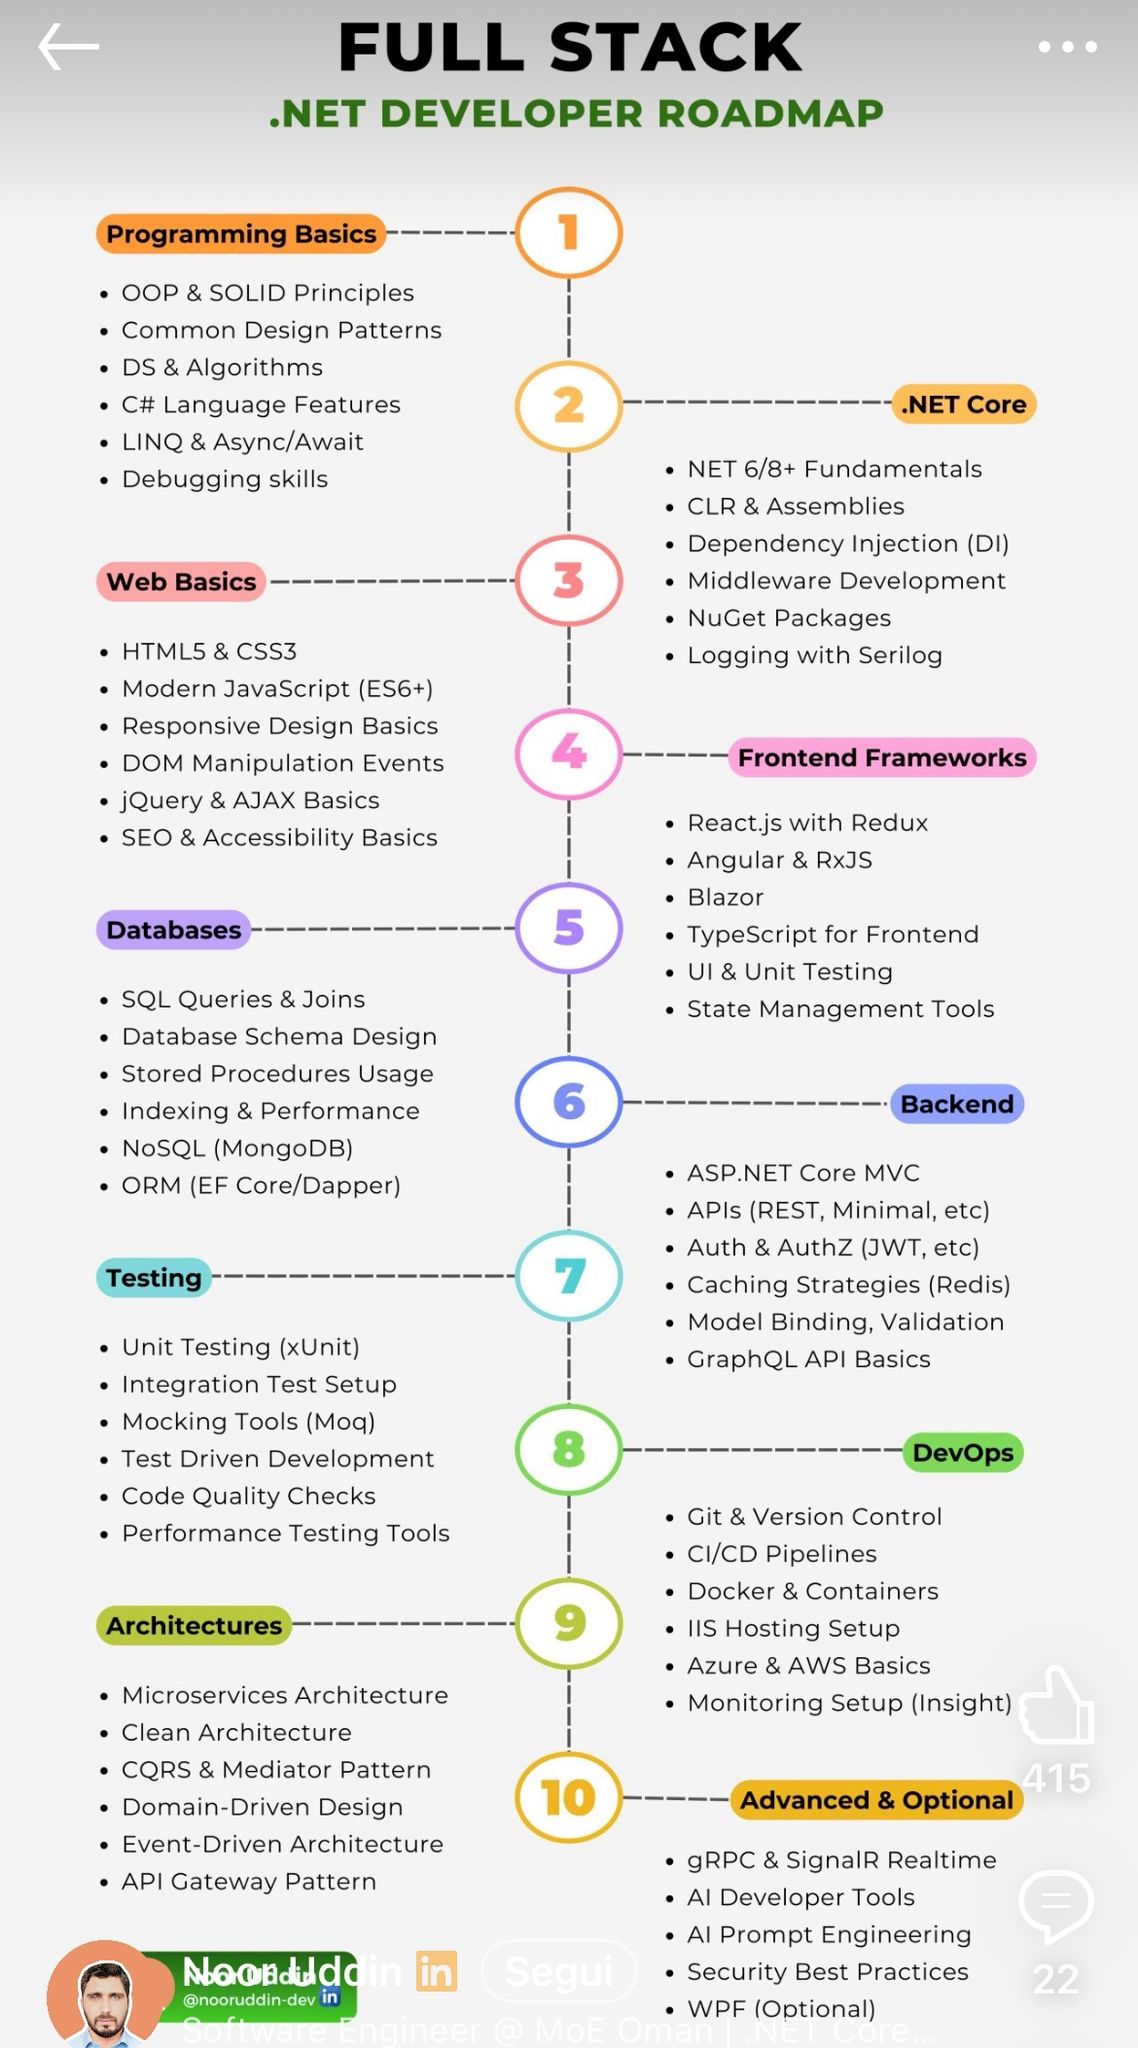 FULL STACK
.NET DEVELOPER ROADMAP
1
Programming Basics
• OOP & SOLID Principles
• Common Design Patterns
• DS & Algorithms
• C# Language Features
• LINQ & Async/Await
• Debugging skills
2
.NET Core
• NET 6/8+ Fundamentals
• CLR & Assemblies
• Dependency Injection (DI)
• Middleware Development
• NuGet Packages
• Logging with Serilog
3
Web Basics
• HTML5 & CSS3
• Modern JavaScript (ES6+)
• Responsive Design Basics
• DOM Manipulation Events
• jQuery & AJAX Basics
• SEO & Accessibility Basics
4
Frontend Frameworks
• React.js with Redux
• Angular & RxJS
• Blazor
• TypeScript for Frontend
• UI & Unit Testing
• State Management Tools
5
Databases
• SQL Queries & Joins
• Database Schema Design
• Stored Procedures Usage
• Indexing & Performance
• NoSQL (MongoDB)
• ORM (EF Core/Dapper)
6
Backend
• ASP.NET Core MVC
• APIs (REST, Minimal, etc)
• Auth & AuthZ (JWT, etc)
• Caching Strategies (Redis)
• Model Binding, Validation
• GraphQL API Basics
7
Testing
• Unit Testing (xUnit)
• Integration Test Setup
• Mocking Tools (Moq)
• Test Driven Development
• Code Quality Checks
• Performance Testing Tools
8
DevOps
• Git & Version Control
• CI/CD Pipelines
• Docker & Containers
• IIS Hosting Setup
• Azure & AWS Basics
• Monitoring Setup (Insight)
9
Architectures
• Microservices Architecture
• Clean Architecture
• CQRS & Mediator Pattern
• Domain-Driven Design
• Event-Driven Architecture
• API Gateway Pattern
10
Advanced & Optional
• gRPC & SignalR Realtime
• AI Developer Tools
• AI Prompt Engineering
• Security Best Practices
• WPF (Optional)
415
22
Noor Uddin in
Segui
Noor Uddin
@nooruddin-dev in
Software Engineer @ MoE Oman | .NET Core...